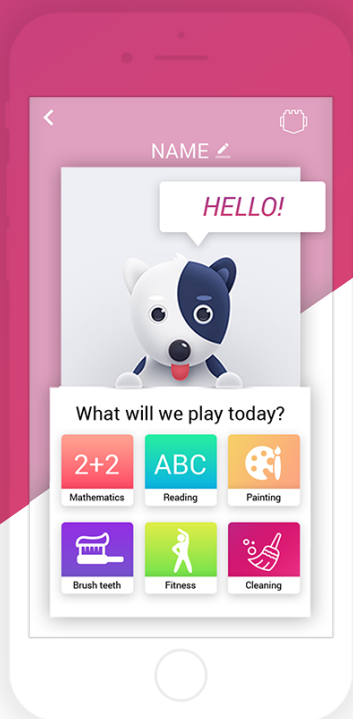 NAME
HELLO!
What will we play today?
2+2 ABC
Mathematics Reading Painting
Brush teeth Fitness Cleaning